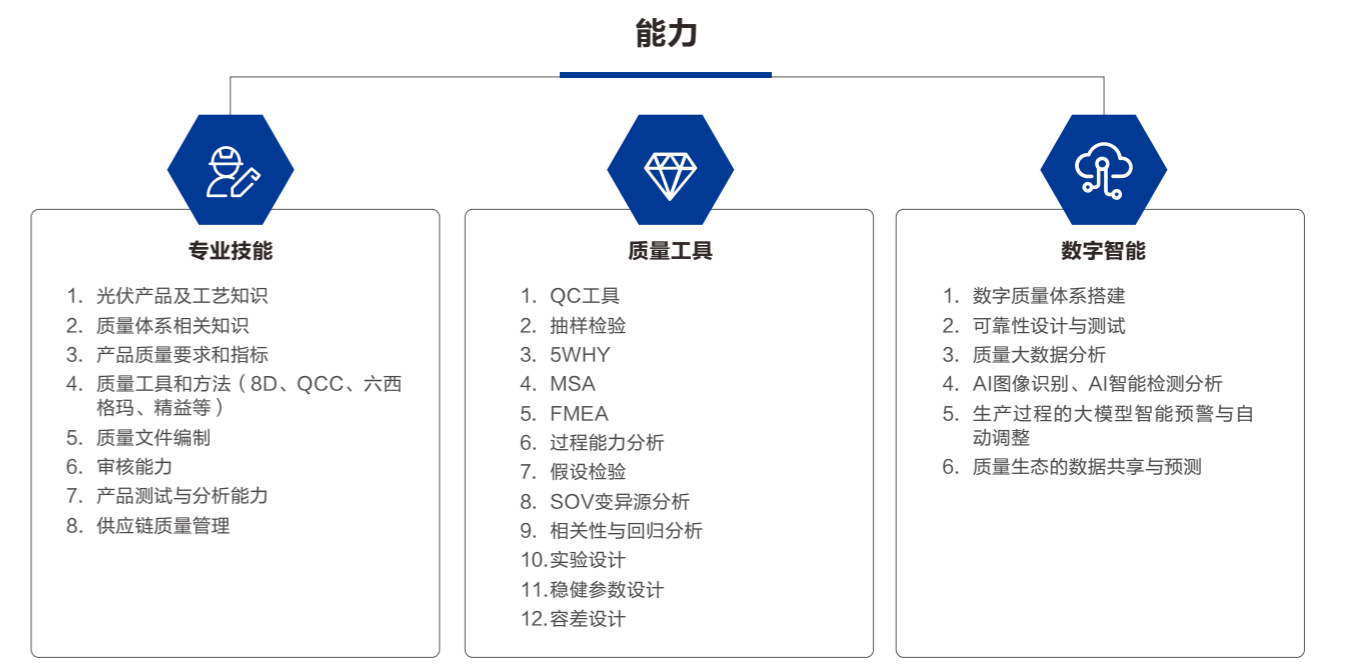 能力
专业技能
1. 光伏产品及工艺知识
2. 质量体系相关知识
3. 产品质量要求和指标
4. 质量工具和方法（8D、QCC、六西
格玛、精益等）
5. 质量文件编制
6. 审核能力
7. 产品测试与分析能力
8. 供应链质量管理
质量工具
1. QC工具
2. 抽样检验
3. 5WHY
4. MSA
5. FMEA
6. 过程能力分析
7. 假设检验
8. SOV变异源分析
9. 相关性与回归分析
10.实验设计
11.稳健参数设计
12.容差设计
数字智能
1. 数字质量体系搭建
2. 可靠性设计与测试
3. 质量大数据分析
4. AI图像识别、AI智能检测分析
5. 生产过程的大模型智能预警与自
动调整
6. 质量生态的数据共享与预测